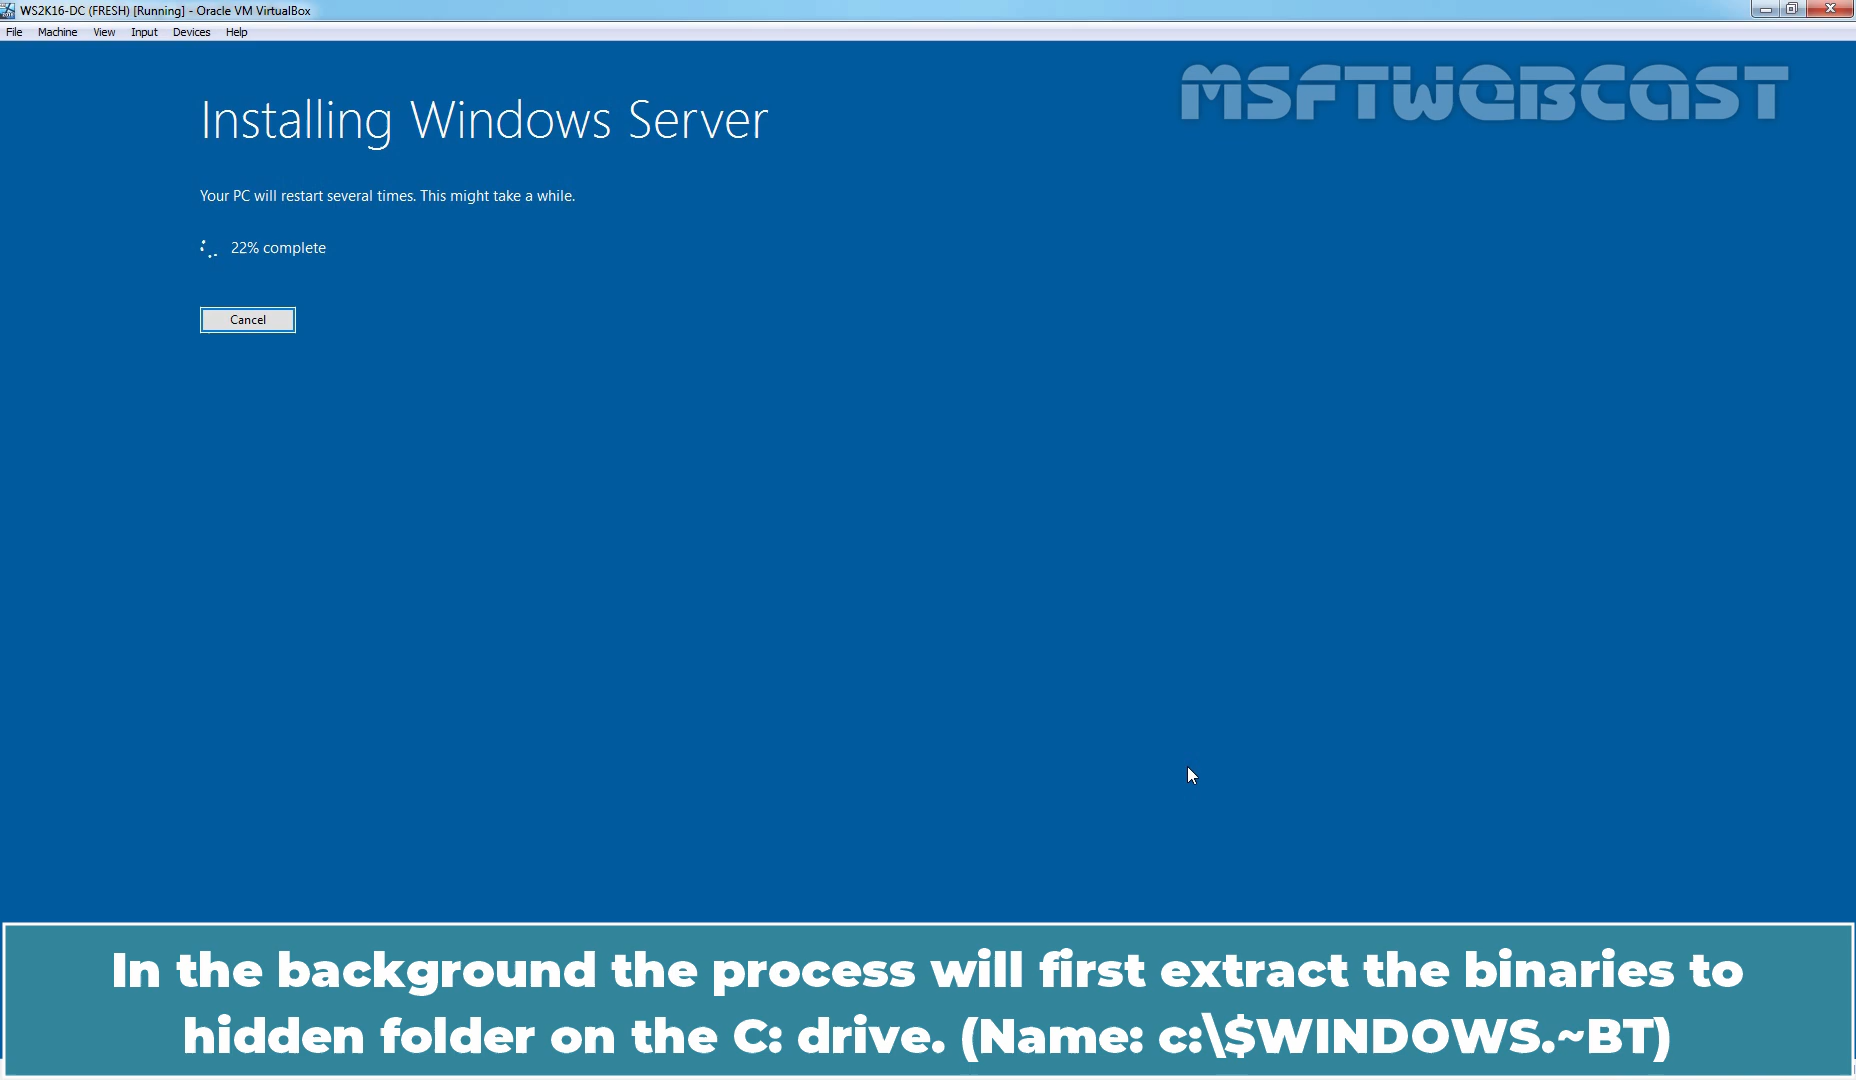 WS2K16-DC (FRESH) [Running] - Oracle VM VirtualBox
File Machine View Input Devices Help
MSFTWEBCAST
Installing Windows Server
Your PC will restart several times. This might take a while.
22% complete
Cancel
In the background the process will first extract the binaries to
hidden folder on the C: drive. (Name: c:\$WINDOWS.~BT)